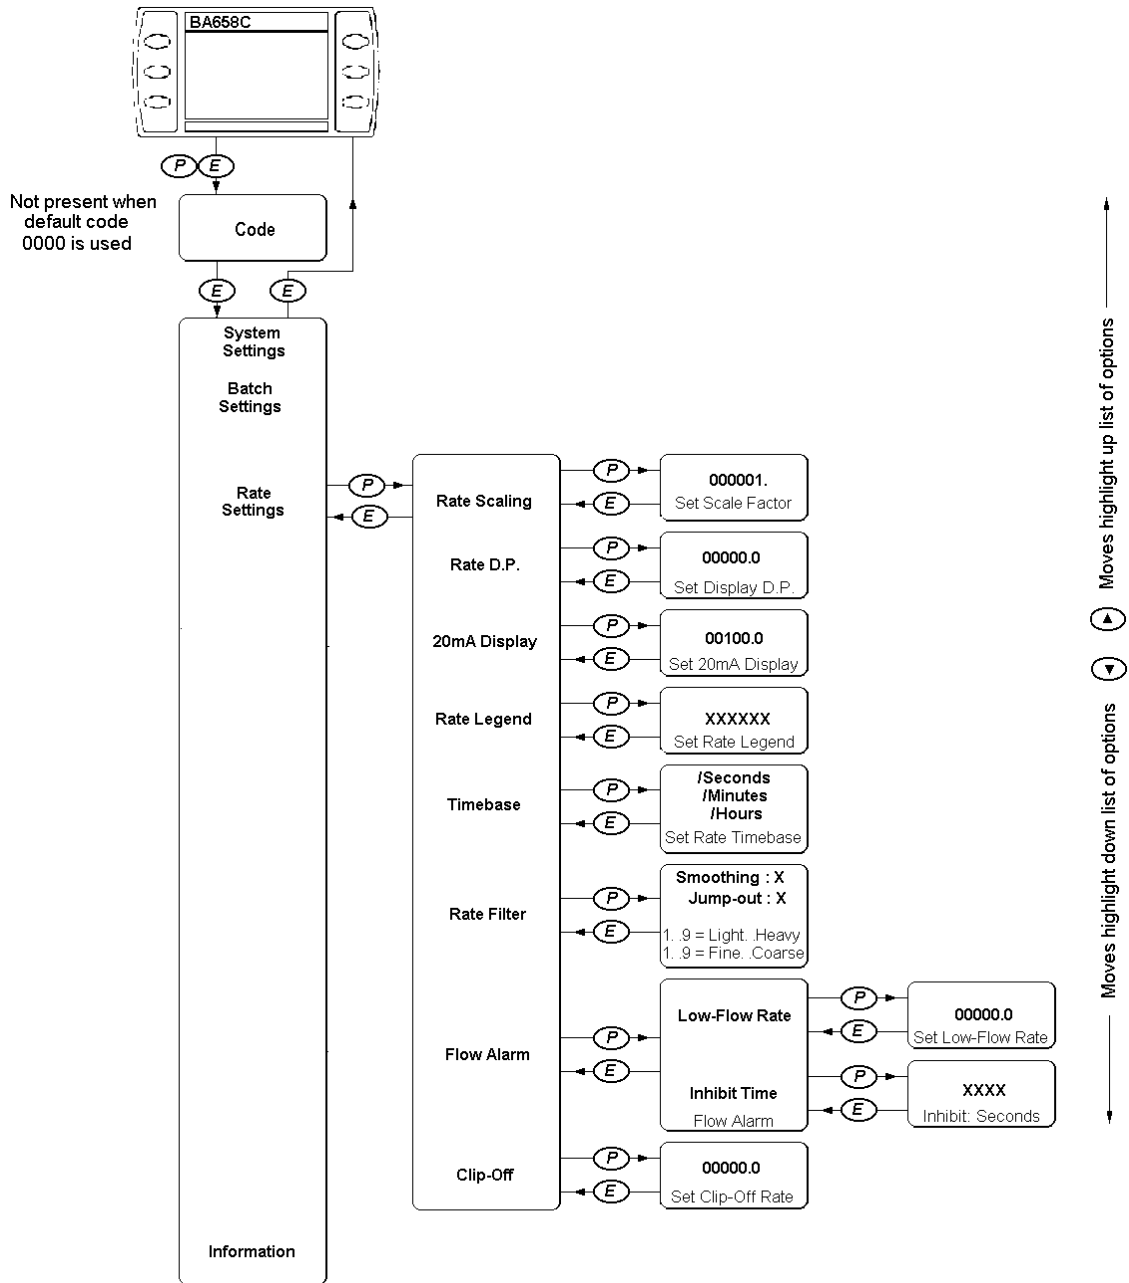 BA658C
P E
Not present when
default code
0000 is used
Code
E E
System
Settings
Batch
Settings
Rate
Settings
P
E
Rate Scaling
P
E
000001.
Set Scale Factor
Rate D.P.
P
E
00000.0
Set Display D.P.
20mA Display
P
E
00100.0
Set 20mA Display
Rate Legend
P
E
XXXXXX
Set Rate Legend
Timebase
P
E
/Seconds
/Minutes
/Hours
Set Rate Timebase
Rate Filter
P
E
Smoothing : X
Jump-out : X
1. .9 = Light. .Heavy
1. .9 = Fine. .Coarse
Flow Alarm
P
E
Low-Flow Rate
P
E
00000.0
Set Low-Flow Rate
Inhibit Time
Flow Alarm
P
E
XXXX
Inhibit: Seconds
Clip-Off
P
E
00000.0
Set Clip-Off Rate
Information
Moves highlight up list of options
Moves highlight down list of options